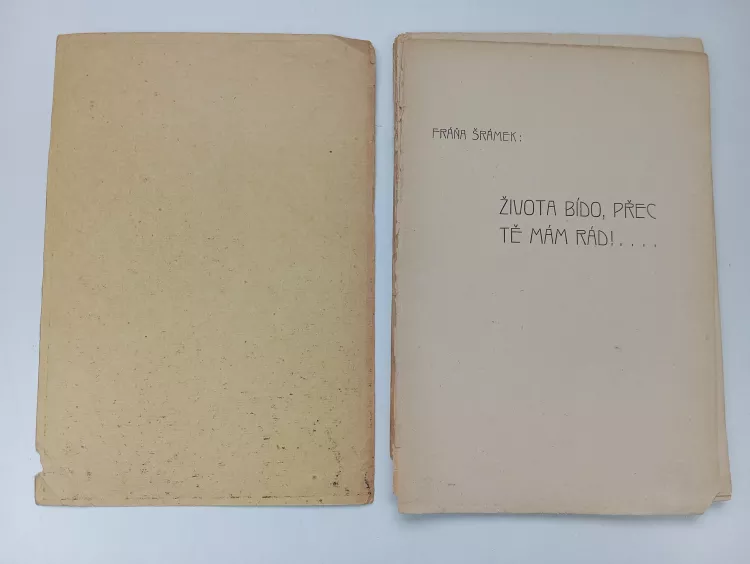 FRÁŇA ŠRÁMEK:
ŽIVOTA BÍDO, PŘEC
TĚ MÁM RÁD!....